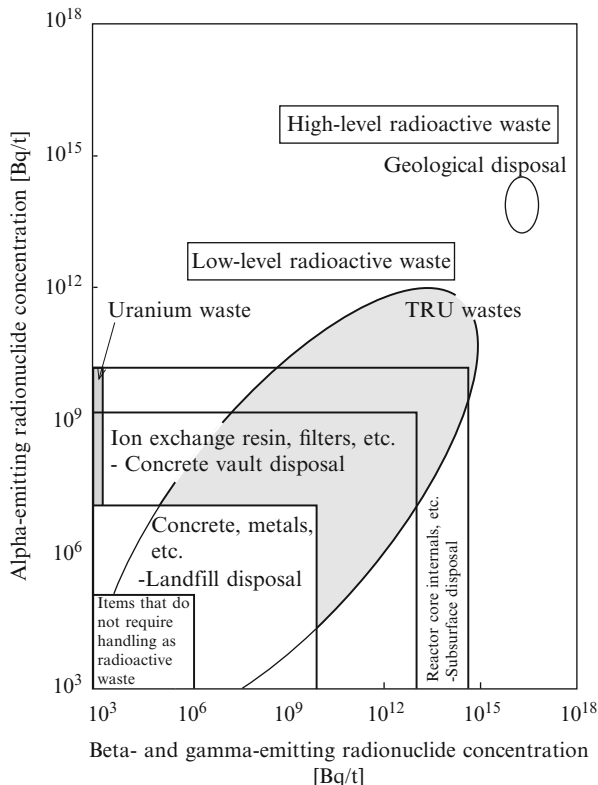 10^18
10^15
10^12
10^9
10^6
10^3
Alpha-emitting radionuclide concentration [Bq/t]
High-level radioactive waste
Geological disposal
Low-level radioactive waste
Uranium waste
TRU wastes
Ion exchange resin, filters, etc.
- Concrete vault disposal
Concrete, metals,
etc.
-Landfill disposal
Items that do
not require
handling as
radioactive
waste
Reactor core internals, etc.
-Subsurface disposal
10^3
10^6
10^9
10^12
10^15
10^18
Beta- and gamma-emitting radionuclide concentration
[Bq/t]